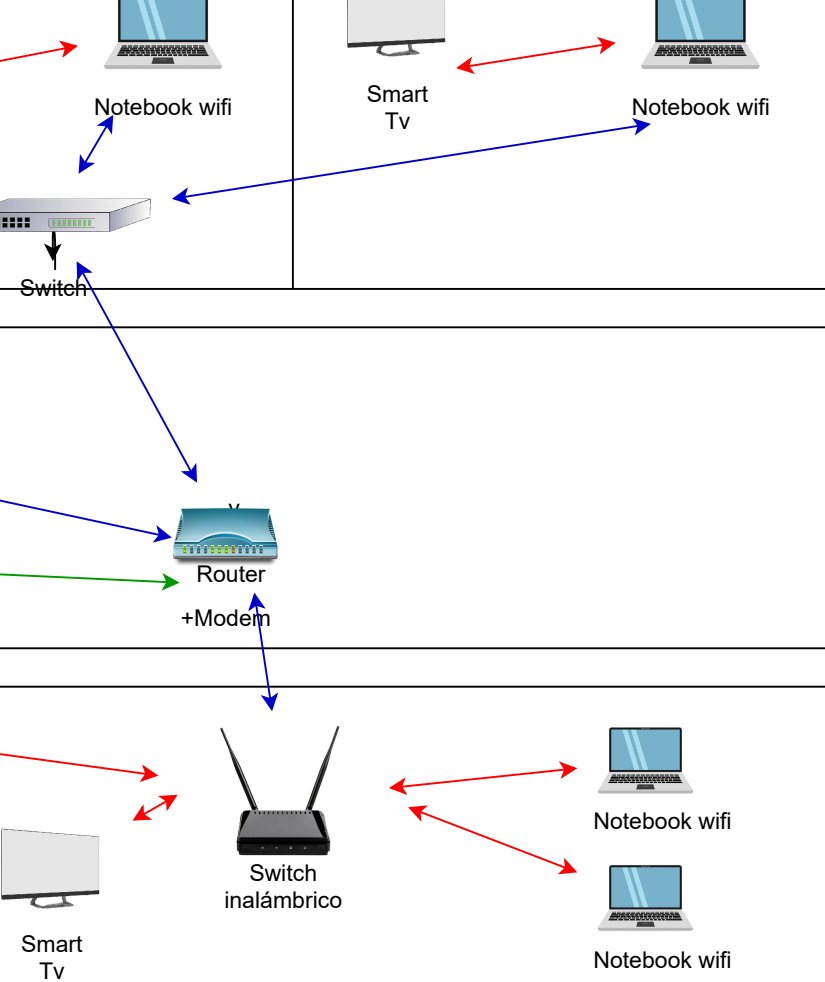 Notebook wifi
Smart
Tv
Notebook wifi
Switch
y
Router
+Modem
Switch
inalámbrico
Notebook wifi
Notebook wifi
Smart
Tv